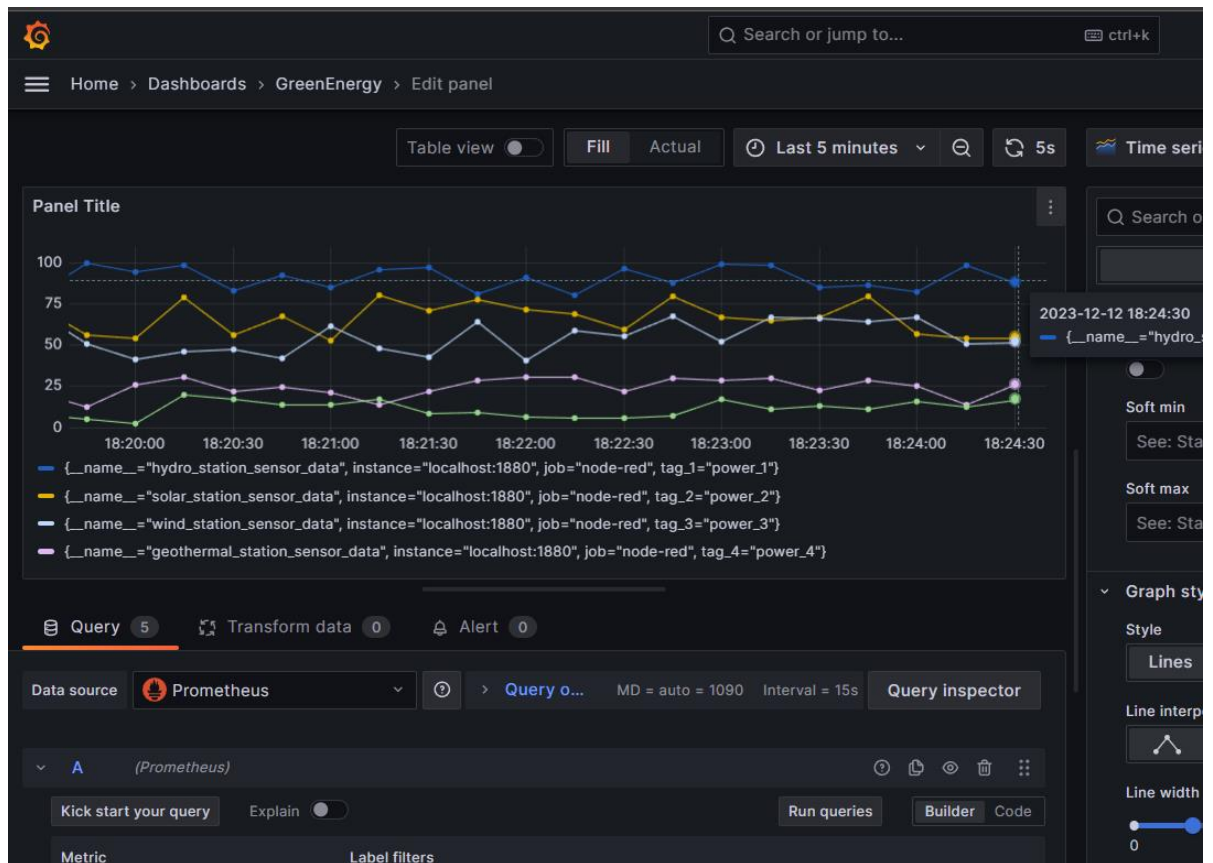 Search or jump to... ctrl+k
Home > Dashboards > GreenEnergy > Edit panel
Table view Fill Actual Last 5 minutes 5s Time seri
Panel Title
Search o
100
75
50
25
0
18:20:00 18:20:30 18:21:00 18:21:30 18:22:00 18:22:30 18:23:00 18:23:30 18:24:00 18:24:30
2023-12-12 18:24:30
{__name__="hydro_s
{__name__="hydro_station_sensor_data", instance="localhost:1880", job="node-red", tag_1="power_1"}
{__name__="solar_station_sensor_data", instance="localhost:1880", job="node-red", tag_2="power_2"}
{__name__="wind_station_sensor_data", instance="localhost:1880", job="node-red", tag_3="power_3"}
{__name__="geothermal_station_sensor_data", instance="localhost:1880", job="node-red", tag_4="power_4"}
Soft min
See: Sta
Soft max
See: Sta
Graph sty
Style
Lines
Line interp
Line width
0
Query 5 Transform data 0 Alert 0
Data source Prometheus > Query o... MD = auto = 1090 Interval = 15s Query inspector
A (Prometheus)
Kick start your query Explain Run queries Builder Code
Metric Label filters